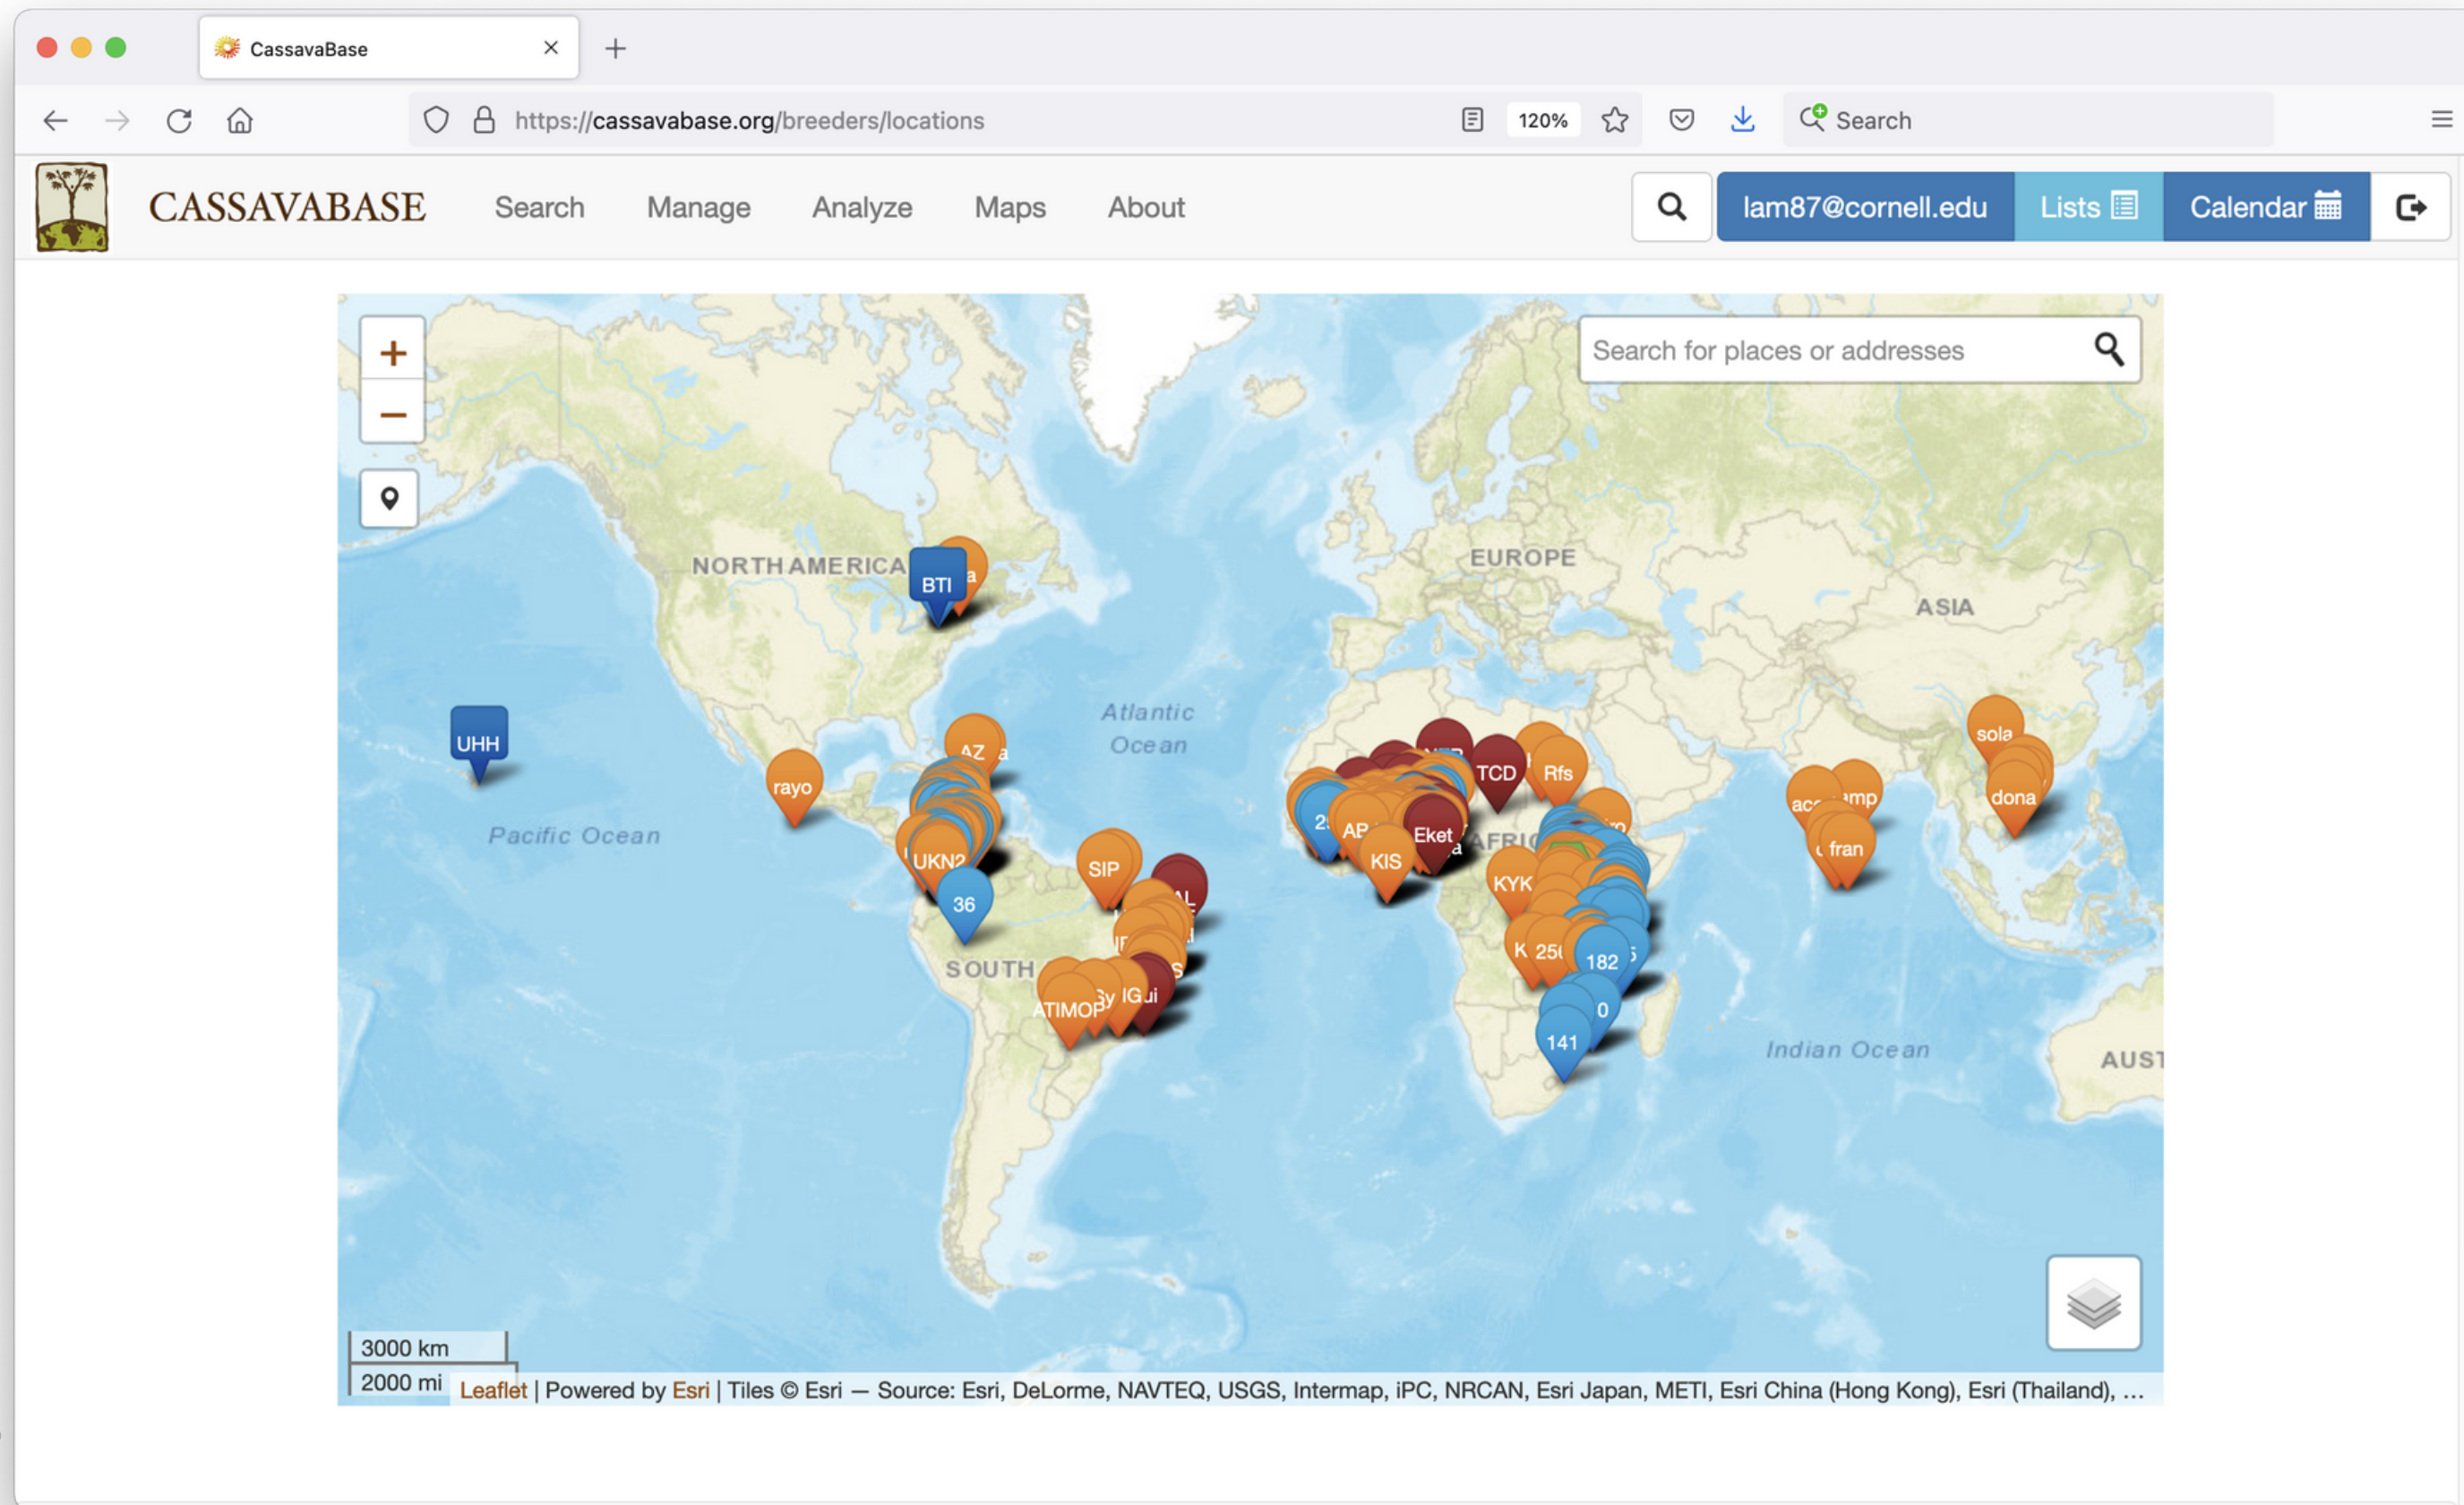 CassavaBase
https://cassavabase.org/breeders/locations
120%
Search
CASSAVABASE
Search
Manage
Analyze
Maps
About
lam87@cornell.edu
Lists
Calendar
+
−
Search for places or addresses
NORTH AMERICA
BTI
EUROPE
ASIA
UHH
Atlantic
Ocean
AZ
sola
rayo
TCD
Rfs
dona
Pacific Ocean
Eket
KIS
fran
UKN2
SIP
KYK
36
SOUTH
182
ATIMOP
141
Indian Ocean
AUST
3000 km
2000 mi
Leaflet | Powered by Esri | Tiles © Esri — Source: Esri, DeLorme, NAVTEQ, USGS, Intermap, iPC, NRCAN, Esri Japan, METI, Esri China (Hong Kong), Esri (Thailand), …